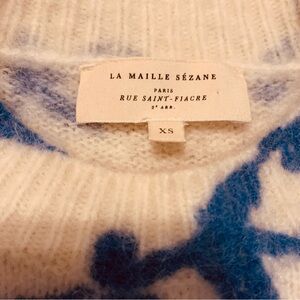 LA MAILLE SÉZANE
PARIS
RUE SAINT-FIACRE
2e ARR.
XS